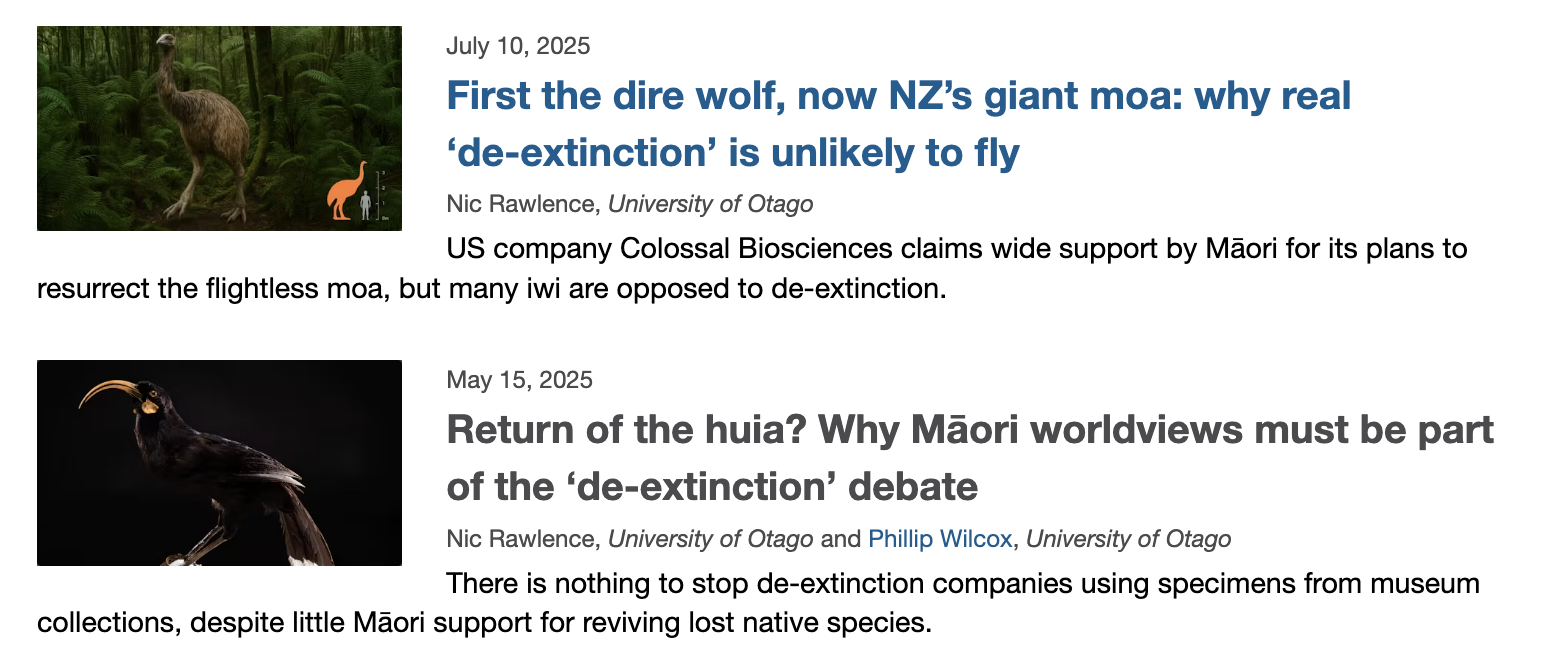 July 10, 2025
First the dire wolf, now NZ’s giant moa: why real
‘de-extinction’ is unlikely to fly
Nic Rawlence, University of Otago
US company Colossal Biosciences claims wide support by Māori for its plans to
resurrect the flightless moa, but many iwi are opposed to de-extinction.
May 15, 2025
Return of the huia? Why Māori worldviews must be part
of the ‘de-extinction’ debate
Nic Rawlence, University of Otago and Phillip Wilcox, University of Otago
There is nothing to stop de-extinction companies using specimens from museum
collections, despite little Māori support for reviving lost native species.